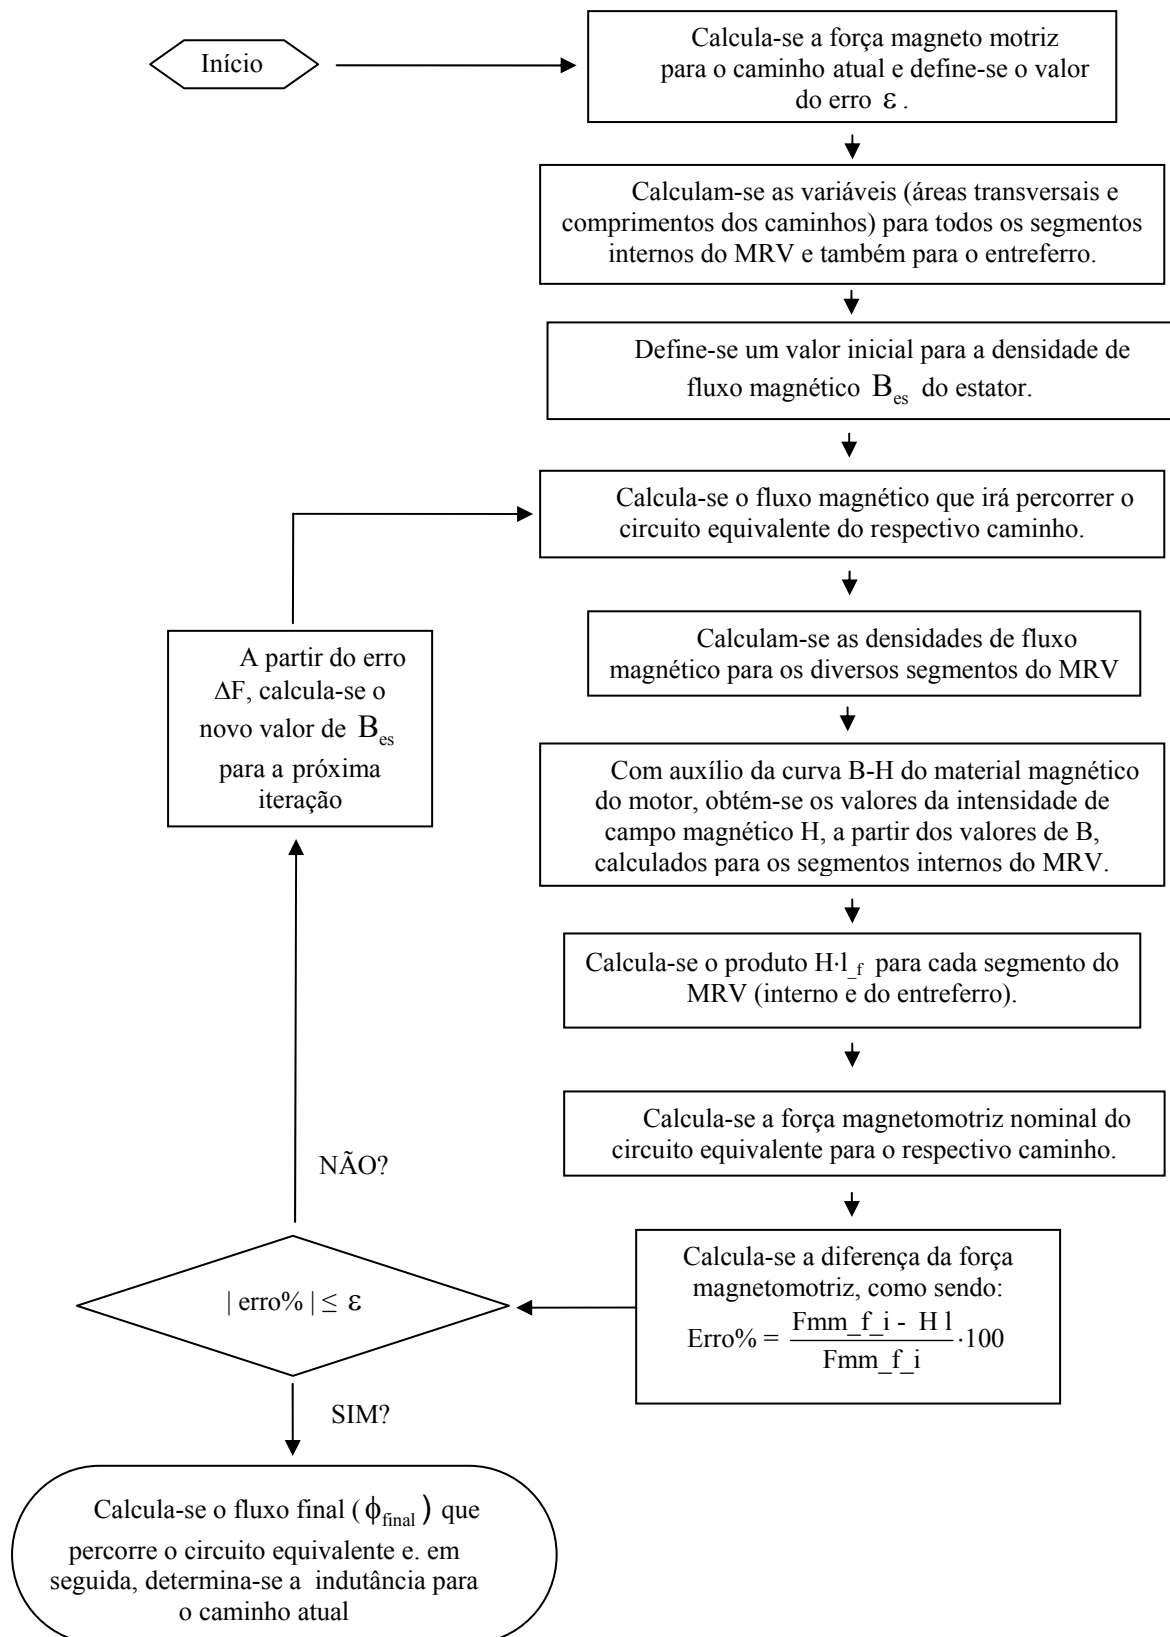 Início
Calcula-se a força magneto motriz
para o caminho atual e define-se o valor
do erro ε .
Calculam-se as variáveis (áreas transversais e
comprimentos dos caminhos) para todos os segmentos
internos do MRV e também para o entreferro.
Define-se um valor inicial para a densidade de
fluxo magnético B_es do estator.
Calcula-se o fluxo magnético que irá percorrer o
circuito equivalente do respectivo caminho.
Calculam-se as densidades de fluxo
magnético para os diversos segmentos do MRV
Com auxílio da curva B-H do material magnético
do motor, obtém-se os valores da intensidade de
campo magnético H, a partir dos valores de B,
calculados para os segmentos internos do MRV.
Calcula-se o produto H·l_f para cada segmento do
MRV (interno e do entreferro).
Calcula-se a força magnetomotriz nominal do
circuito equivalente para o respectivo caminho.
Calcula-se a diferença da força
magnetomotriz, como sendo:
Erro% = Fmm_f_i - H l / Fmm_f_i ·100
| erro% | ≤ ε
NÃO?
A partir do erro
ΔF, calcula-se o
novo valor de B_es
para a próxima
iteração
SIM?
Calcula-se o fluxo final ( ϕ_final ) que
percorre o circuito equivalente e. em
seguida, determina-se a indutância para
o caminho atual